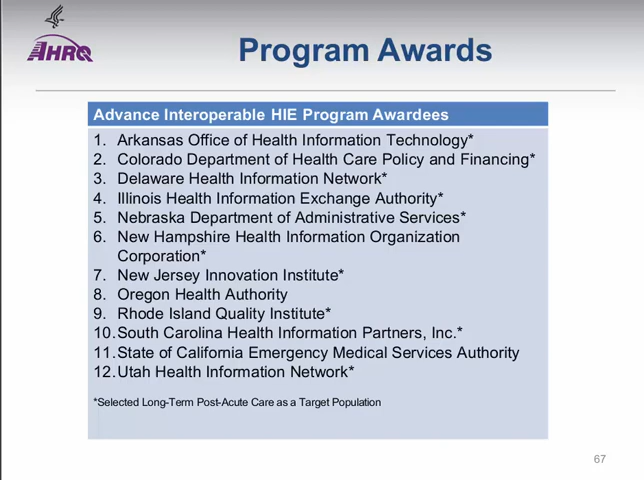 AHRQ
Program Awards
Advance Interoperable HIE Program Awardees
1. Arkansas Office of Health Information Technology*
2. Colorado Department of Health Care Policy and Financing*
3. Delaware Health Information Network*
4. Illinois Health Information Exchange Authority*
5. Nebraska Department of Administrative Services*
6. New Hampshire Health Information Organization
Corporation*
7. New Jersey Innovation Institute*
8. Oregon Health Authority
9. Rhode Island Quality Institute*
10. South Carolina Health Information Partners, Inc.*
11. State of California Emergency Medical Services Authority
12. Utah Health Information Network*
*Selected Long-Term Post-Acute Care as a Target Population
67